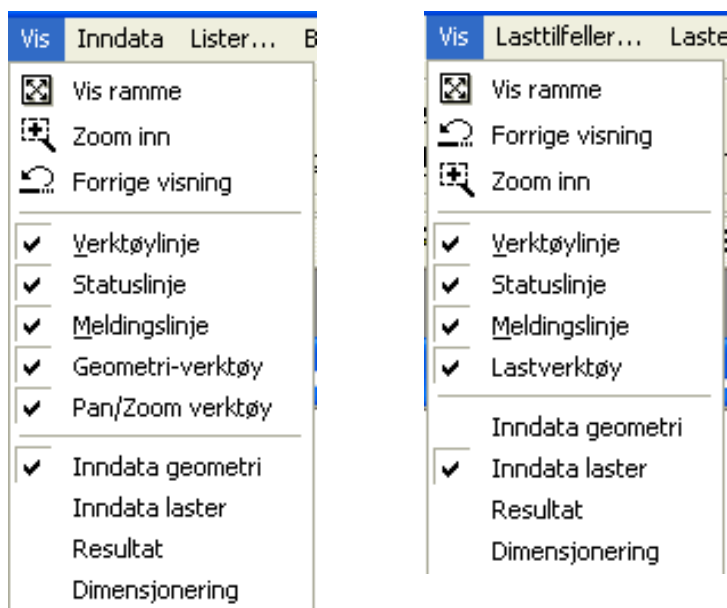 Vis Inndata Lister... B
Vis ramme
Zoom inn
Forrige visning
Verktøylinje
Statuslinje
Meldingslinje
Geometri-verktøy
Pan/Zoom verktøy
Inndata geometri
Inndata laster
Resultat
Dimensjonering
Vis Lasttilfeller... Laste
Vis ramme
Forrige visning
Zoom inn
Verktøylinje
Statuslinje
Meldingslinje
Lastverktøy
Inndata geometri
Inndata laster
Resultat
Dimensjonering